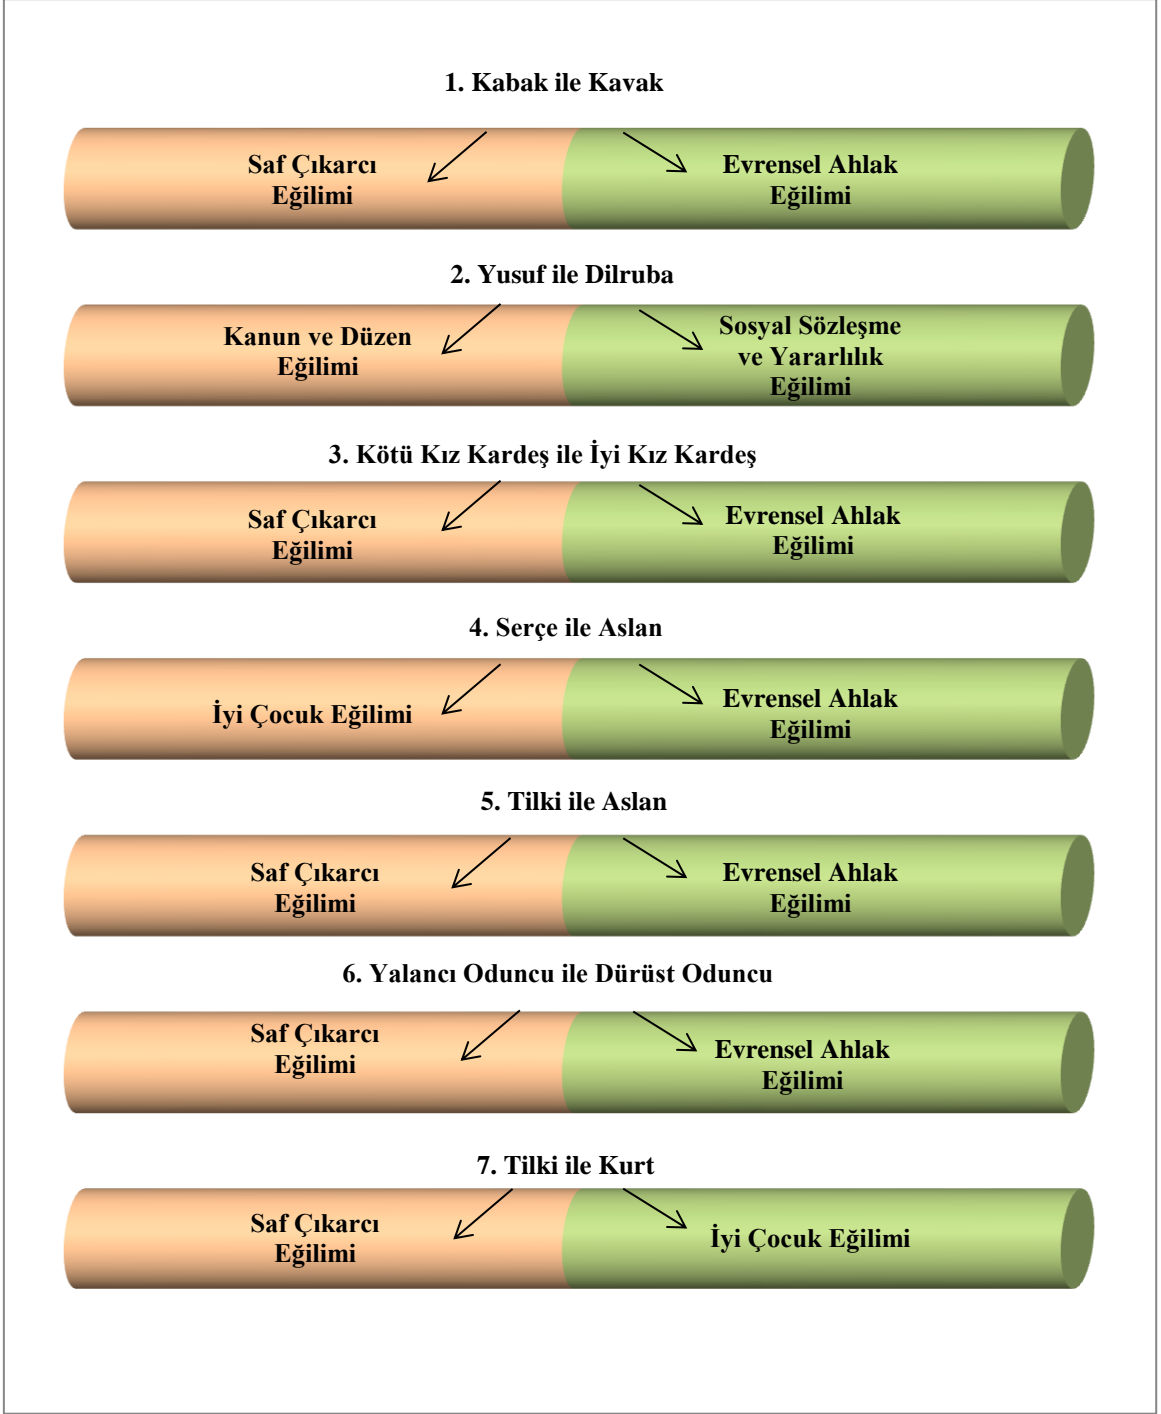 1. Kabak ile Kavak
Saf Çıkarcı
Eğilimi
Evrensel Ahlak
Eğilimi
2. Yusuf ile Dilruba
Kanun ve Düzen
Eğilimi
Sosyal Sözleşme
ve Yararlılık
Eğilimi
3. Kötü Kız Kardeş ile İyi Kız Kardeş
Saf Çıkarcı
Eğilimi
Evrensel Ahlak
Eğilimi
4. Serçe ile Aslan
İyi Çocuk Eğilimi
Evrensel Ahlak
Eğilimi
5. Tilki ile Aslan
Saf Çıkarcı
Eğilimi
Evrensel Ahlak
Eğilimi
6. Yalancı Oduncu ile Dürüst Oduncu
Saf Çıkarcı
Eğilimi
Evrensel Ahlak
Eğilimi
7. Tilki ile Kurt
Saf Çıkarcı
Eğilimi
İyi Çocuk Eğilimi